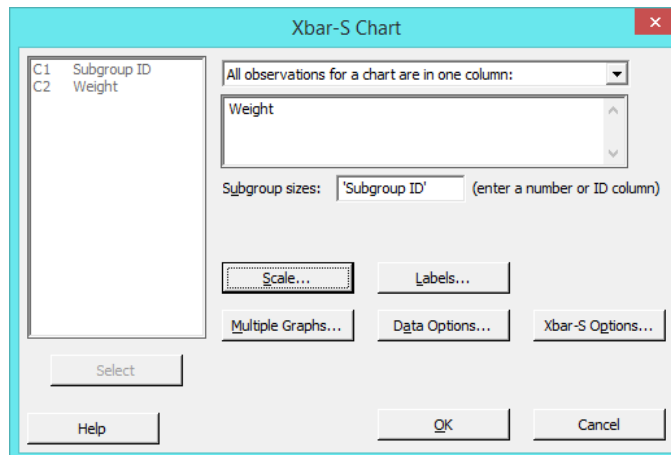 Xbar-S Chart
×
C1 Subgroup ID
C2 Weight
All observations for a chart are in one column:
Weight
Subgroup sizes: 'Subgroup ID' (enter a number or ID column)
Scale... Labels...
Multiple Graphs... Data Options... Xbar-S Options...
Select
Help OK Cancel